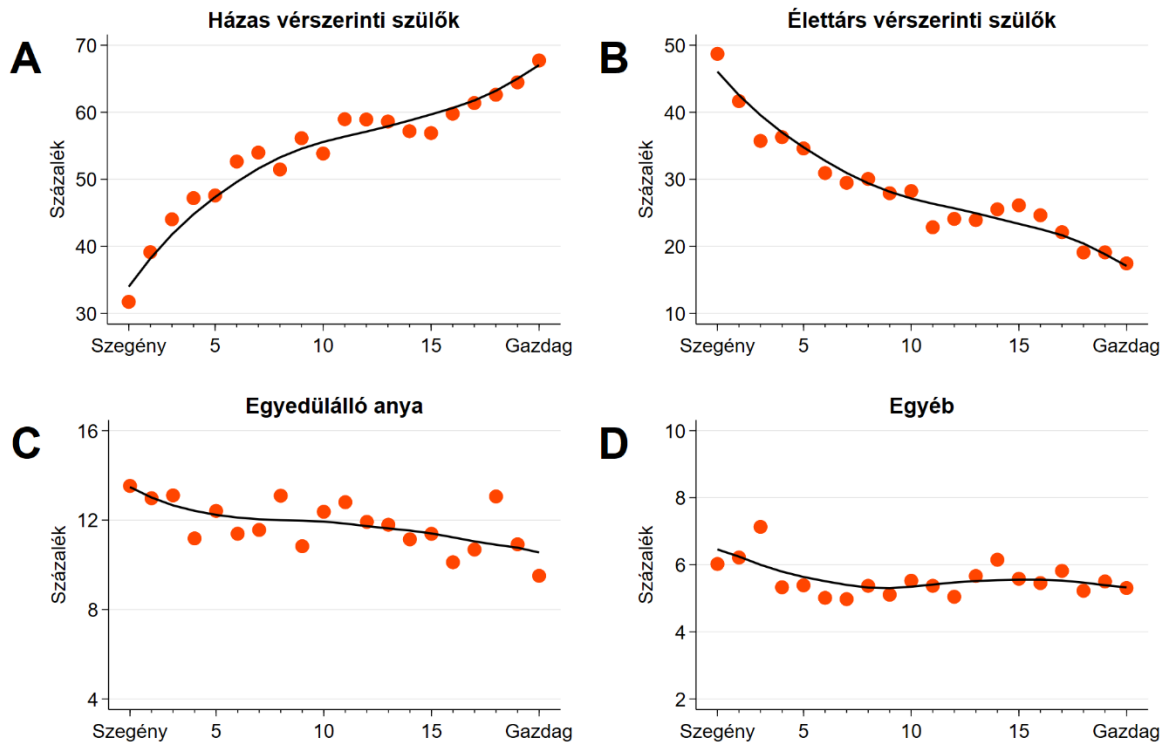 A
Házas vérszerinti szülők
Százalék
70
60
50
40
30
Szegény 5 10 15 Gazdag
B
Élettárs vérszerinti szülők
Százalék
50
40
30
20
10
Szegény 5 10 15 Gazdag
C
Egyedülálló anya
Százalék
16
12
8
4
Szegény 5 10 15 Gazdag
D
Egyéb
Százalék
10
8
6
4
2
Szegény 5 10 15 Gazdag